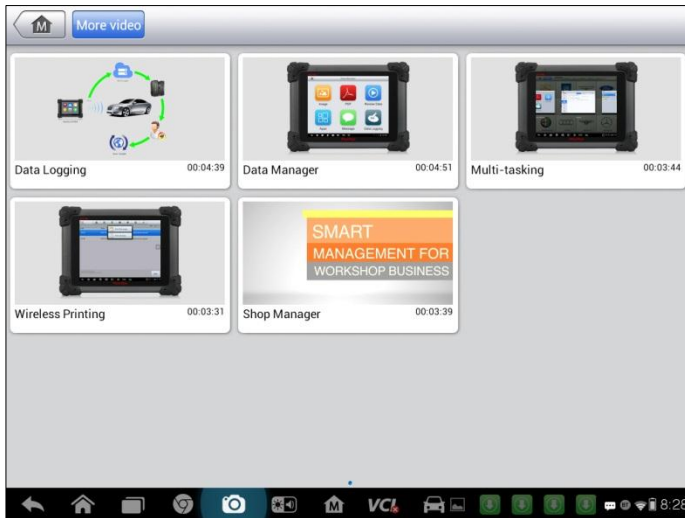 More video
Data Logging 00:04:39
Data Manager 00:04:51
Multi-tasking 00:03:44
SMART
MANAGEMENT FOR
WORKSHOP BUSINESS
Wireless Printing 00:03:31
Shop Manager 00:03:39
VCI
8:28